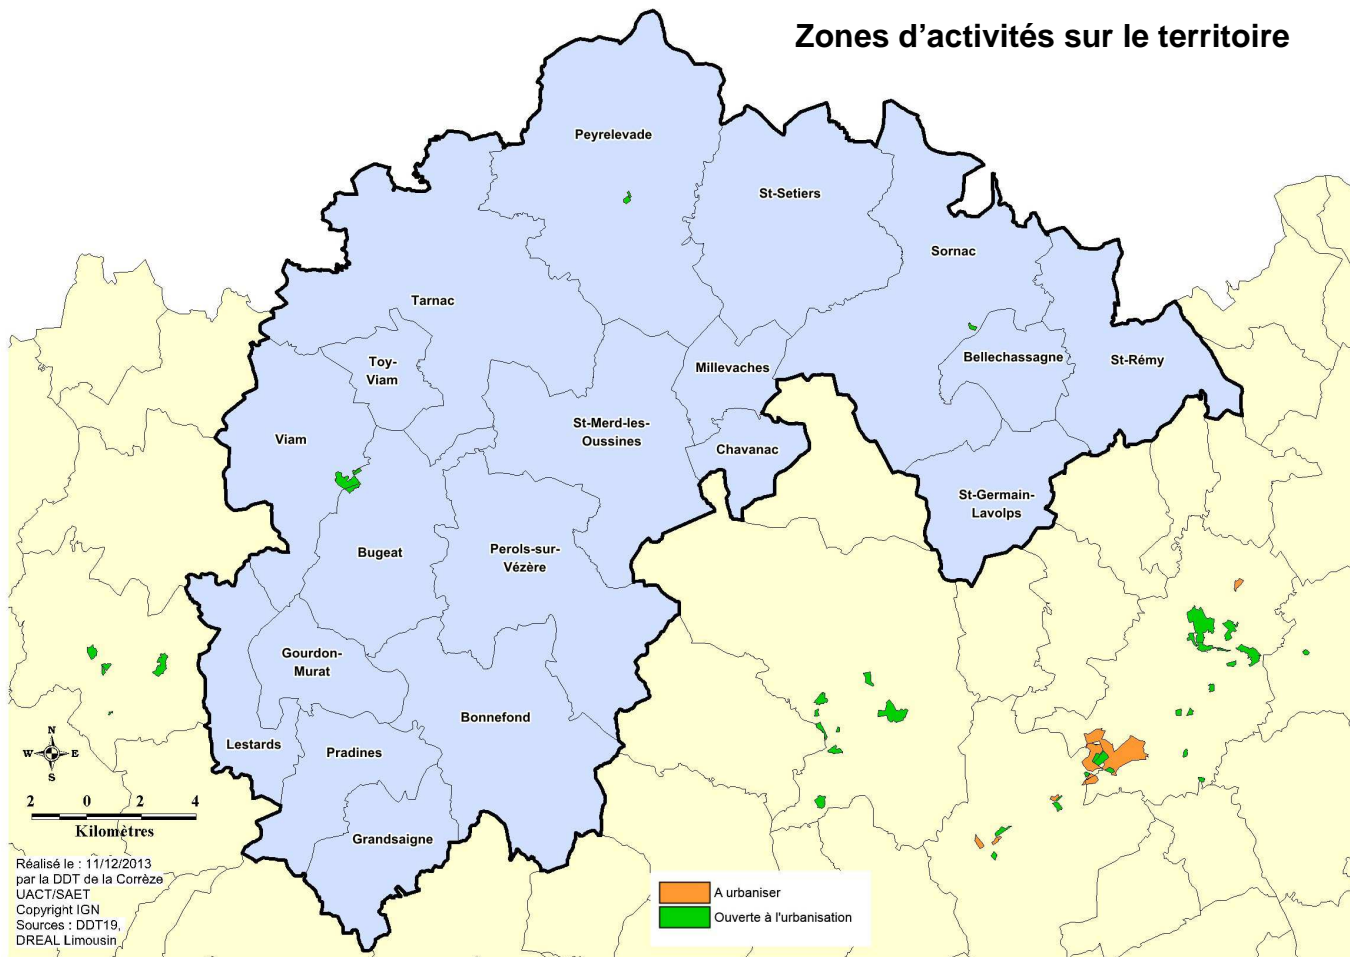 Zones d'activités sur le territoire
Peyrelevade
St-Setiers
Sornac
Tarnac
Toy-
Viam
Millevaches
Bellechassagne
St-Rémy
Viam
St-Merd-les-
Oussines
Chavanac
St-Germain-
Lavolps
Bugeat
Perols-sur-
Vézère
Gourdon-
Murat
Bonnefond
Lestards
Pradines
Grandsaigne
N
W E
S
2 0 2 4
Kilomètres
Réalisé le : 11/12/2013
par la DDT de la Corrèze
UACT/SAET
Copyright IGN
Sources : DDT19,
DREAL Limousin
A urbaniser
Ouverte à l'urbanisation